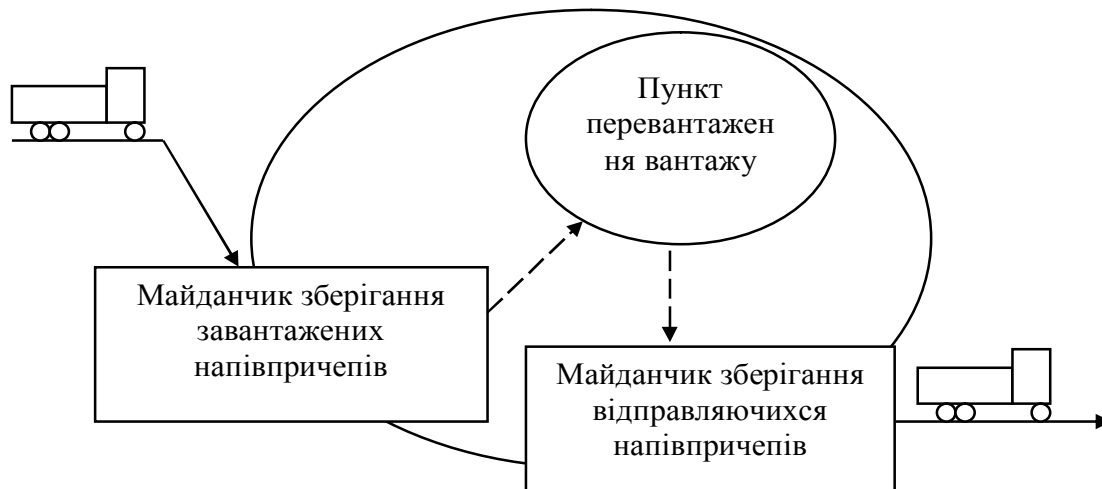 Пункт
перевантажен
ня вантажу
Майданчик зберігання
завантажених
напівпричепів
Майданчик зберігання
відправляючихся
напівпричепів